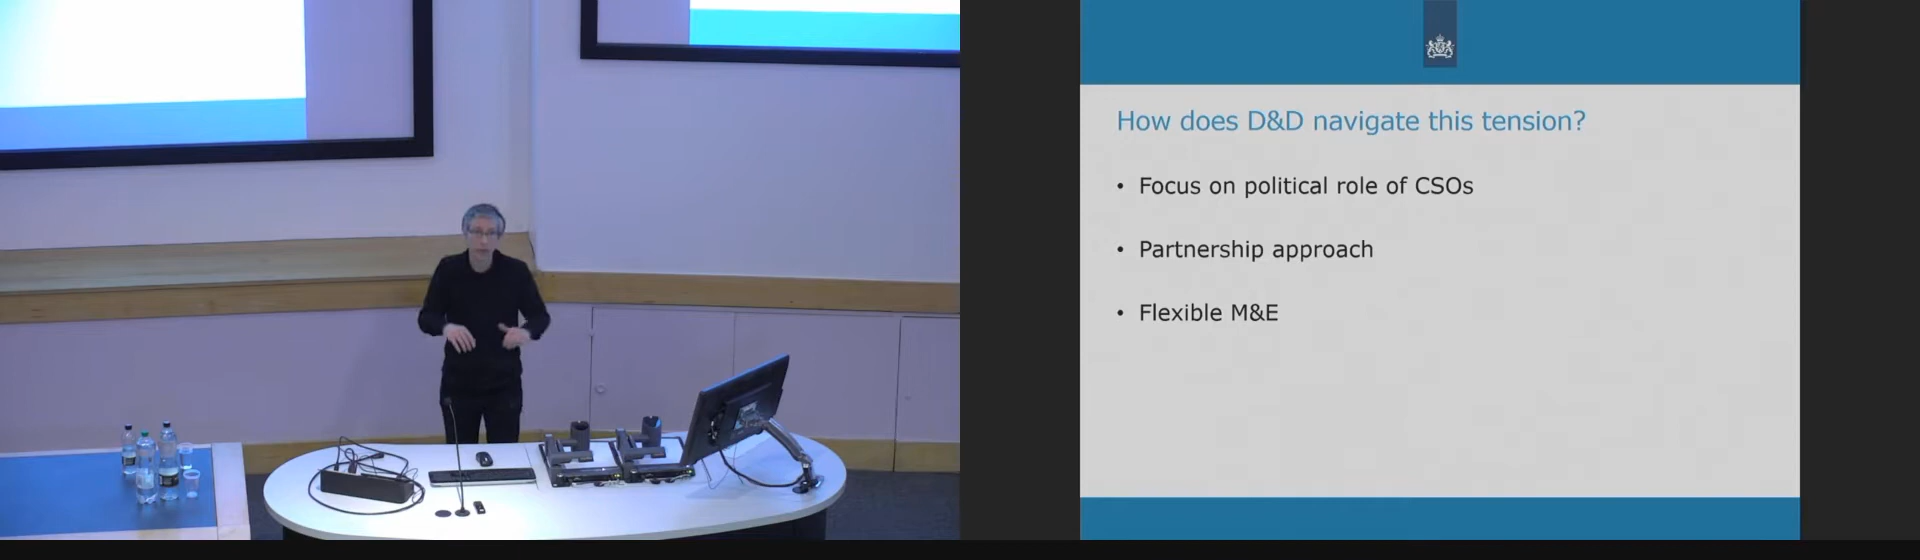 How does D&D navigate this tension?
• Focus on political role of CSOs
• Partnership approach
• Flexible M&E